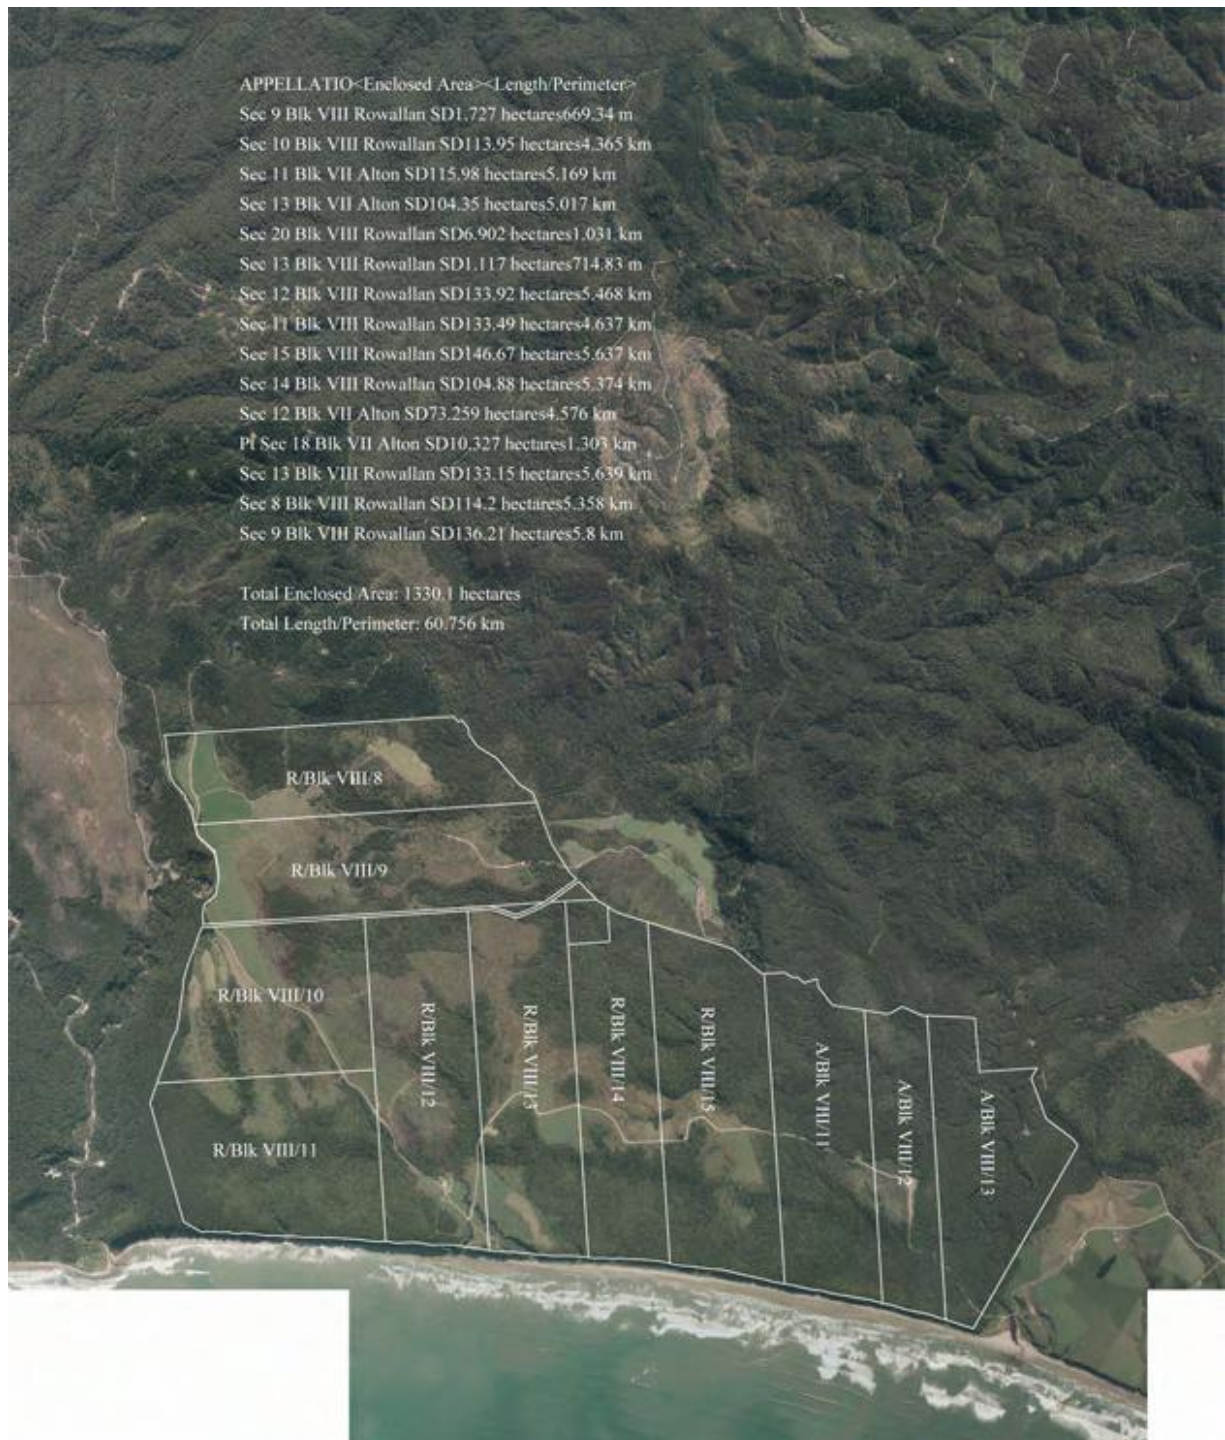 APPELLATIO<Enclosed Area><Length/Perimeter>
Sec 9 Blk VIII Rowallan SD1.727 hectares669.34 m
Sec 10 Blk VIII Rowallan SD113.95 hectares4.365 km
Sec 11 Blk VII Alton SD115.98 hectares5.169 km
Sec 13 Blk VII Alton SD104.35 hectares5.017 km
Sec 20 Blk VIII Rowallan SD6.902 hectares1.031 km
Sec 13 Blk VIII Rowallan SD1.117 hectares714.83 m
Sec 12 Blk VIII Rowallan SD133.92 hectares5.468 km
Sec 11 Blk VIII Rowallan SD133.49 hectares4.637 km
Sec 15 Blk VIII Rowallan SD146.67 hectares5.637 km
Sec 14 Blk VIII Rowallan SD104.88 hectares5.374 km
Sec 12 Blk VII Alton SD73.259 hectares4.576 km
Pt Sec 18 Blk VII Alton SD10.327 hectares1.303 km
Sec 13 Blk VIII Rowallan SD133.15 hectares5.639 km
Sec 8 Blk VIII Rowallan SD114.2 hectares5.358 km
Sec 9 Blk VIII Rowallan SD136.21 hectares5.8 km
Total Enclosed Area: 1330.1 hectares
Total Length/Perimeter: 60.756 km
R/Blk VIII/8
R/Blk VIII/9
R/Blk VIII/10
R/Blk VIII/11
R/Blk VIII/12
R/Blk VIII/13
R/Blk VIII/14
R/Blk VIII/15
A/Blk VIII/11
A/Blk VIII/12
A/Blk VIII/13